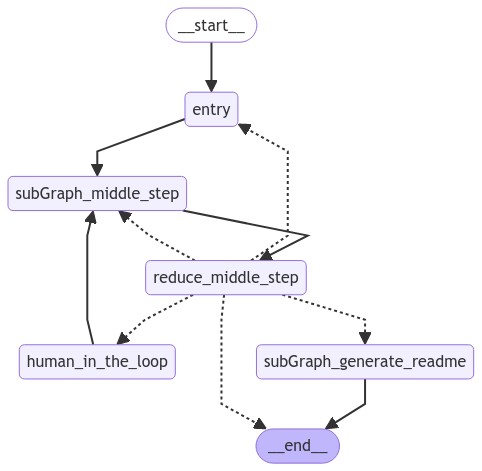 __start__
entry
subGraph_middle_step
reduce_middle_step
human_in_the_loop
subGraph_generate_readme
__end__